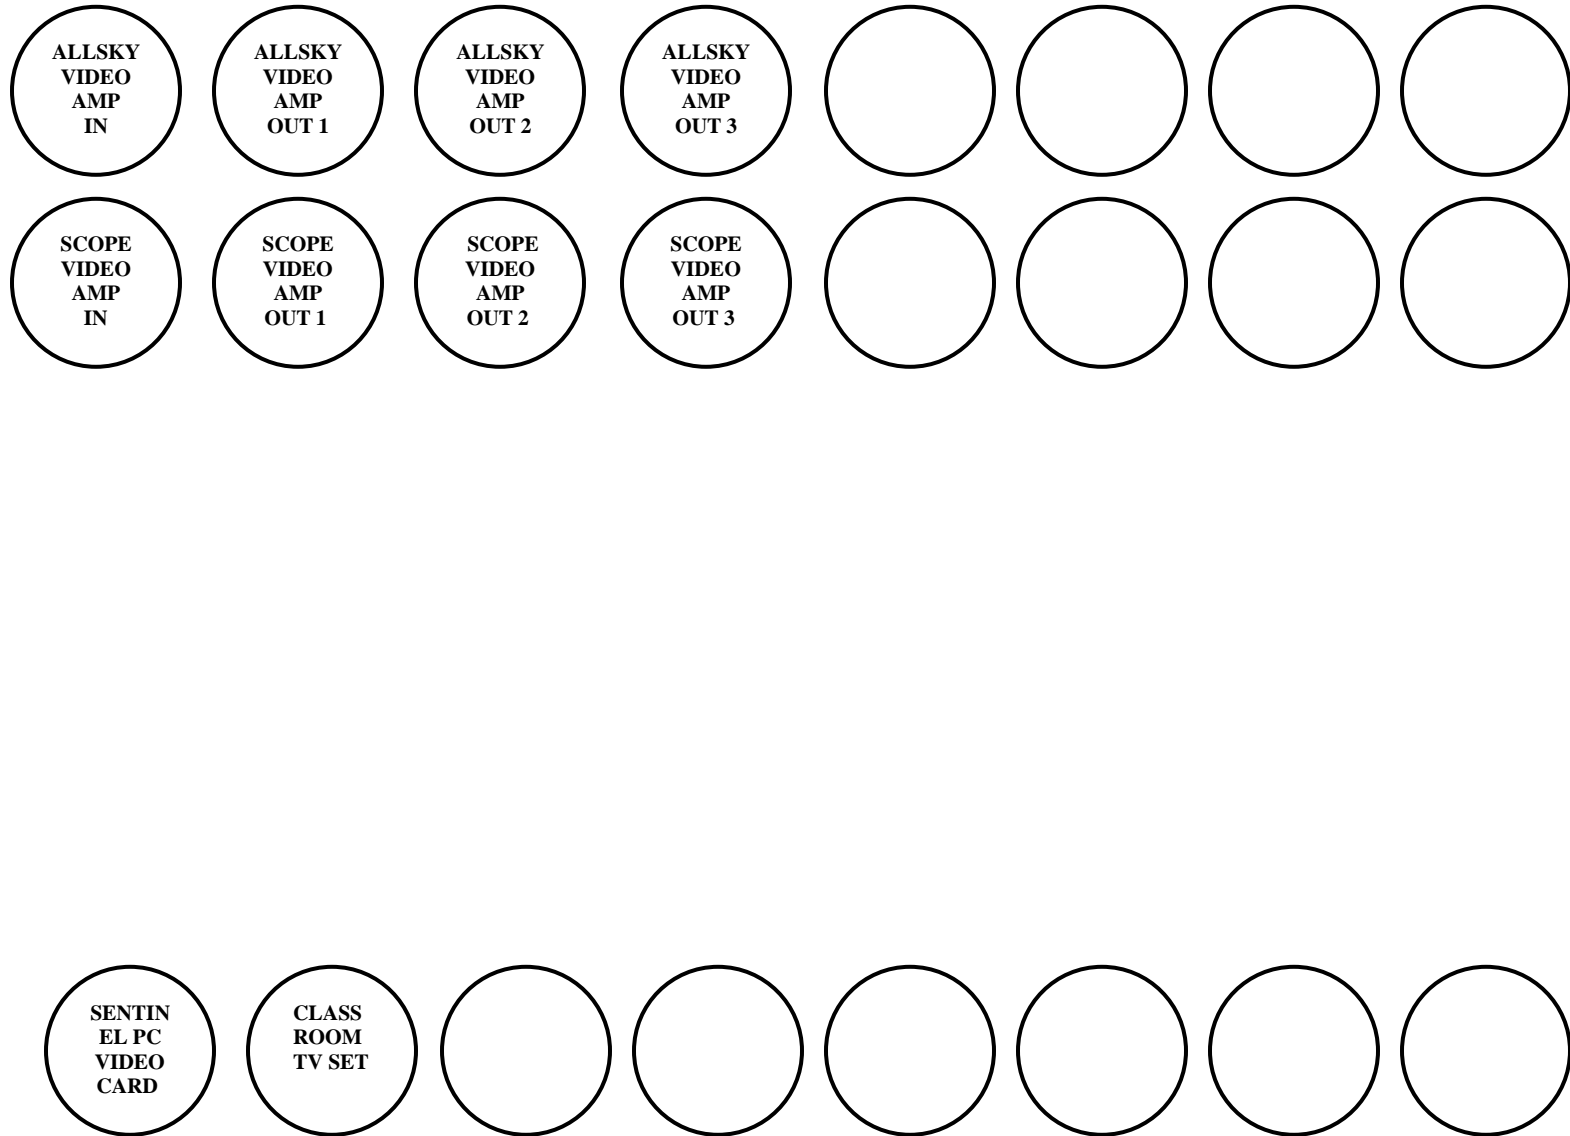 ALLSKY
VIDEO
AMP
IN
ALLSKY
VIDEO
AMP
OUT 1
ALLSKY
VIDEO
AMP
OUT 2
ALLSKY
VIDEO
AMP
OUT 3
SCOPE
VIDEO
AMP
IN
SCOPE
VIDEO
AMP
OUT 1
SCOPE
VIDEO
AMP
OUT 2
SCOPE
VIDEO
AMP
OUT 3
SENTIN
EL PC
VIDEO
CARD
CLASS
ROOM
TV SET